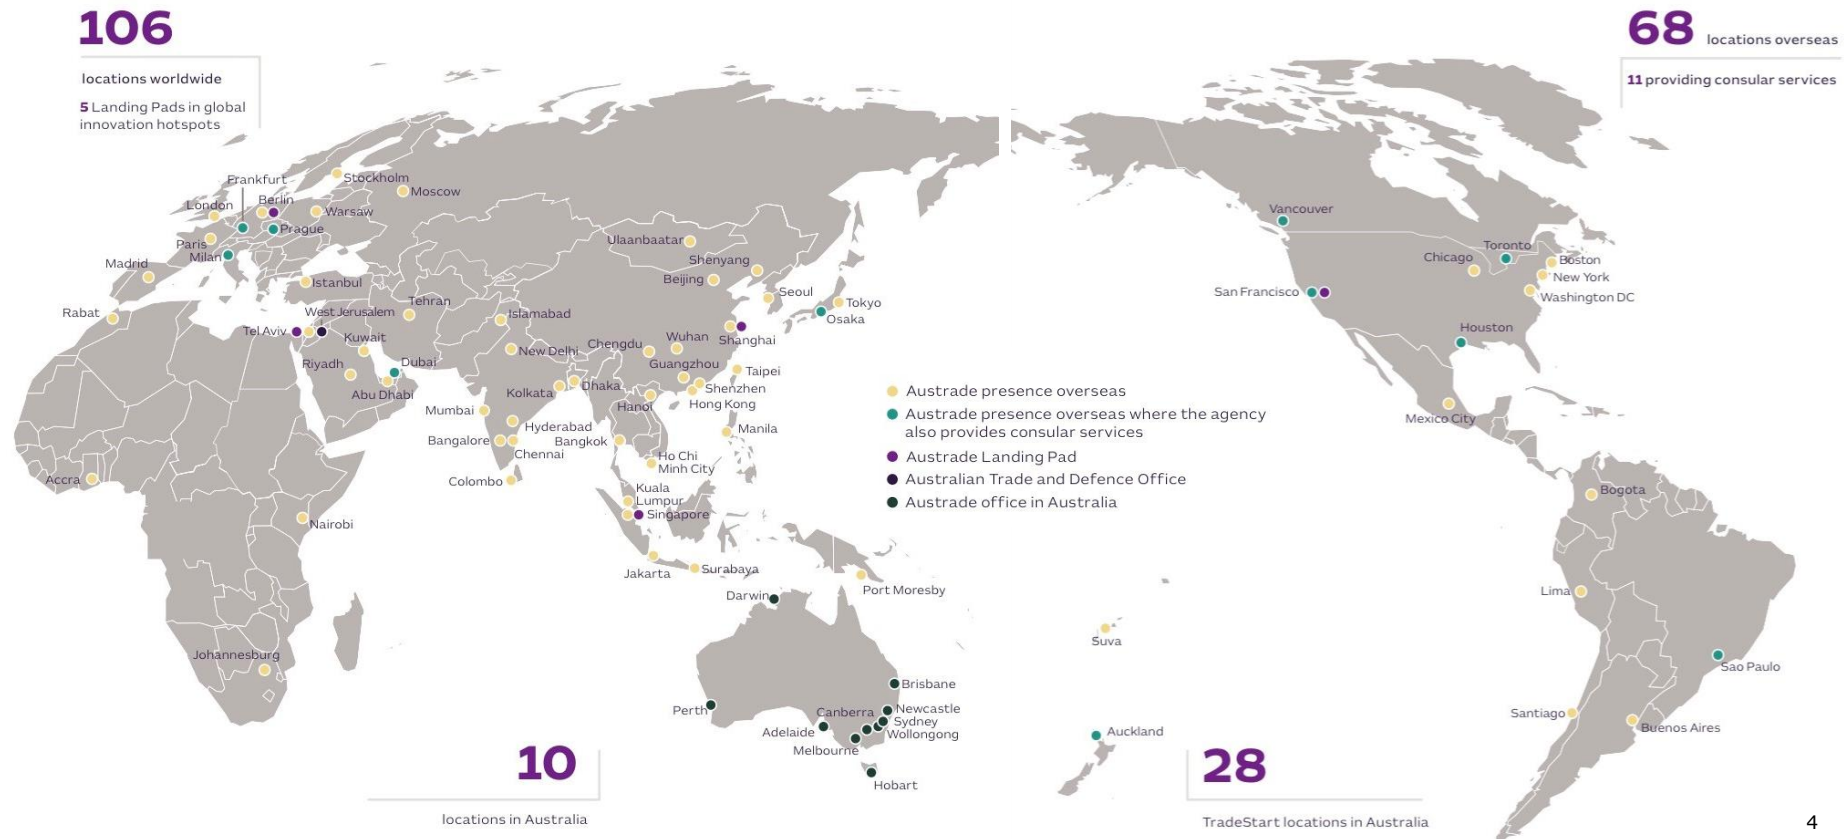 106
locations worldwide
5 Landing Pads in global
innovation hotspots
68 locations overseas
11 providing consular services
Frankfurt
Stockholm
Moscow
London
Berlin
Warsaw
Prague
Paris
Milan
Madrid
Istanbul
Rabat
Tehran
West Jerusalem
Tel Aviv
Kuwait
Riyadh
Dubai
Abu Dhabi
Accra
Nairobi
Johannesburg
Ulaanbaatar
Shenyang
Beijing
Seoul
Tokyo
Osaka
Islamabad
New Delhi
Chengdu
Wuhan
Shanghai
Guangzhou
Taipei
Shenzhen
Hong Kong
Kolkata
Dhaka
Hanoi
Mumbai
Hyderabad
Bangalore
Chennai
Bangkok
Manila
Ho Chi
Minh City
Colombo
Kuala
Lumpur
Singapore
Jakarta
Surabaya
Port Moresby
Darwin
Brisbane
Perth
Canberra
Newcastle
Sydney
Wollongong
Adelaide
Melbourne
Hobart
Suva
Auckland
Vancouver
Toronto
Chicago
Boston
New York
Washington DC
San Francisco
Houston
Mexico City
Bogota
Lima
Sao Paulo
Santiago
Buenos Aires
Austrade presence overseas
Austrade presence overseas where the agency
also provides consular services
Austrade Landing Pad
Australian Trade and Defence Office
Austrade office in Australia
10
locations in Australia
28
TradeStart locations in Australia
4